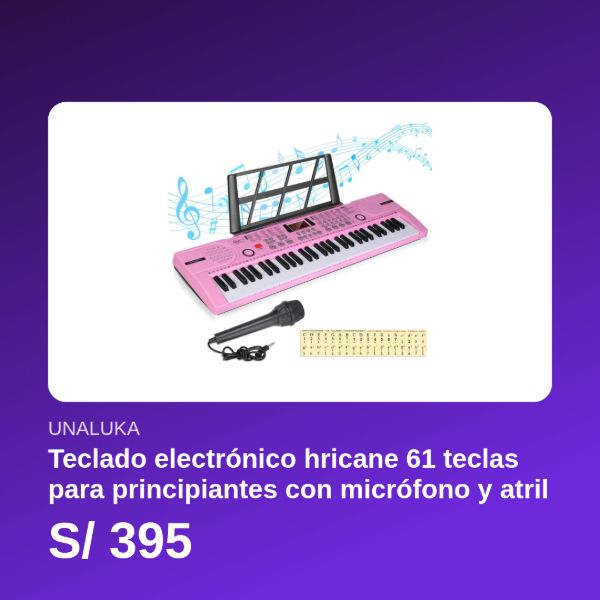 UNALUKA
Teclado electrónico hricane 61 teclas
para principiantes con micrófono y atril
S/ 395